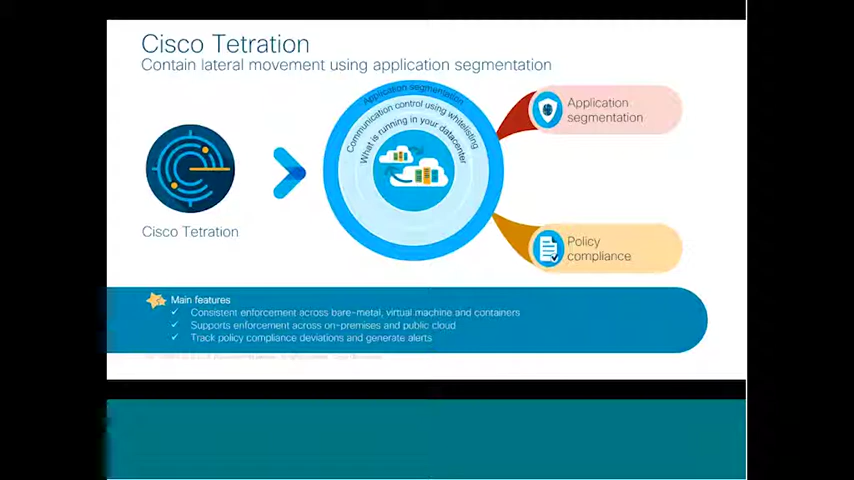 Cisco Tetration
Contain lateral movement using application segmentation
Application segmentation
Communication control using whitelisting
What is running in your datacenter
Cisco Tetration
Application
segmentation
Policy
compliance
Main features
✓ Consistent enforcement across bare-metal, virtual machine and containers
✓ Supports enforcement across on-premises and public cloud
✓ Track policy compliance deviations and generate alerts